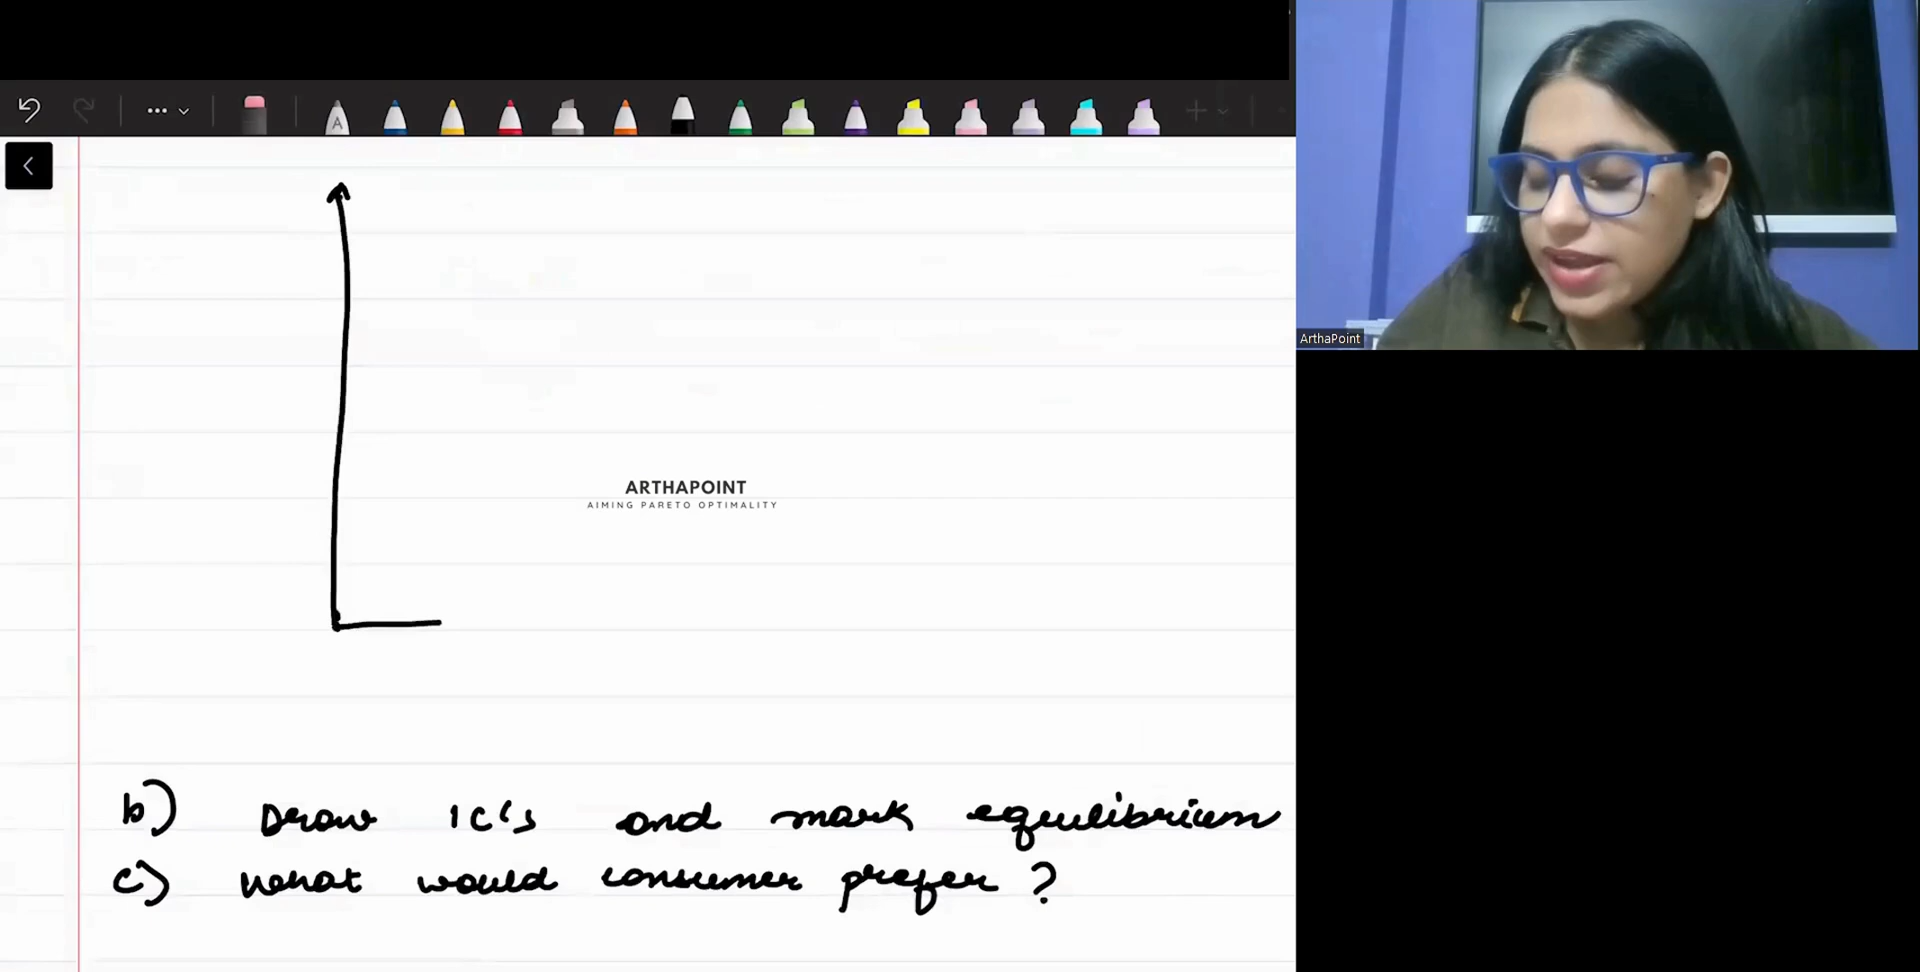 A
ArthaPoint
ARTHAPOINT
AIMING PARETO OPTIMALITY
b) Draw IC's and mark equilibrium
c) What would consumer prefer ?